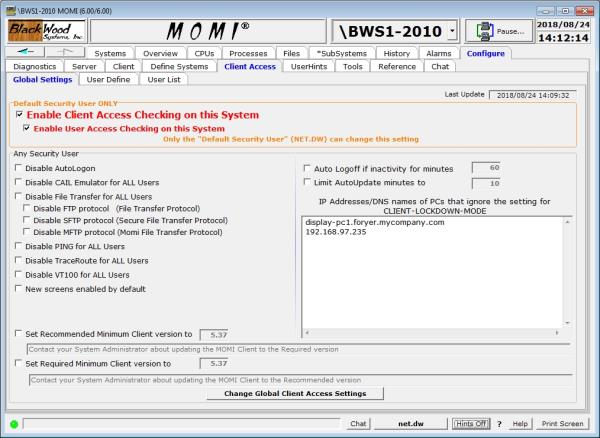 \BWS1-2010 MOMI (6.00/6.00)
BlackWood Systems, Inc.
MOMI®
\BWS1-2010
Pause...
2018/08/24
14:12:14
Systems Overview CPUs Processes Files *SubSystems History Alarms Configure
Diagnostics Server Client Define Systems Client Access UserHints Tools Reference Chat
Global Settings User Define User List
Last Update 2018/08/24 14:09:32
Default Security User ONLY
Enable Client Access Checking on this System
Enable User Access Checking on this System
Only the "Default Security User" (NET.DW) can change this setting
Any Security User
Disable AutoLogon
Disable CAIL Emulator for ALL Users
Disable File Transfer for ALL Users
Disable FTP protocol (File Transfer Protocol)
Disable SFTP protocol (Secure File Transfer Protocol)
Disable MFTP protocol (Momi File Transfer Protocol)
Disable PING for ALL Users
Disable TraceRoute for ALL Users
Disable VT100 for ALL Users
New screens enabled by default
Auto Logoff if inactivity for minutes 60
Limit AutoUpdate minutes to 10
IP Addresses/DNS names of PCs that ignore the setting for
CLIENT-LOCKDOWN-MODE
display-pc1.foryer.mycompany.com
192.168.97.235
Set Recommended Minimum Client version to 5.37
Contact your System Administrator about updating the MOMI Client to the Required version
Set Required Minimum Client version to 5.37
Contact your System Administrator about updating the MOMI Client to the Recommended version
Change Global Client Access Settings
Chat net.dw Hints Off ? Help Print Screen